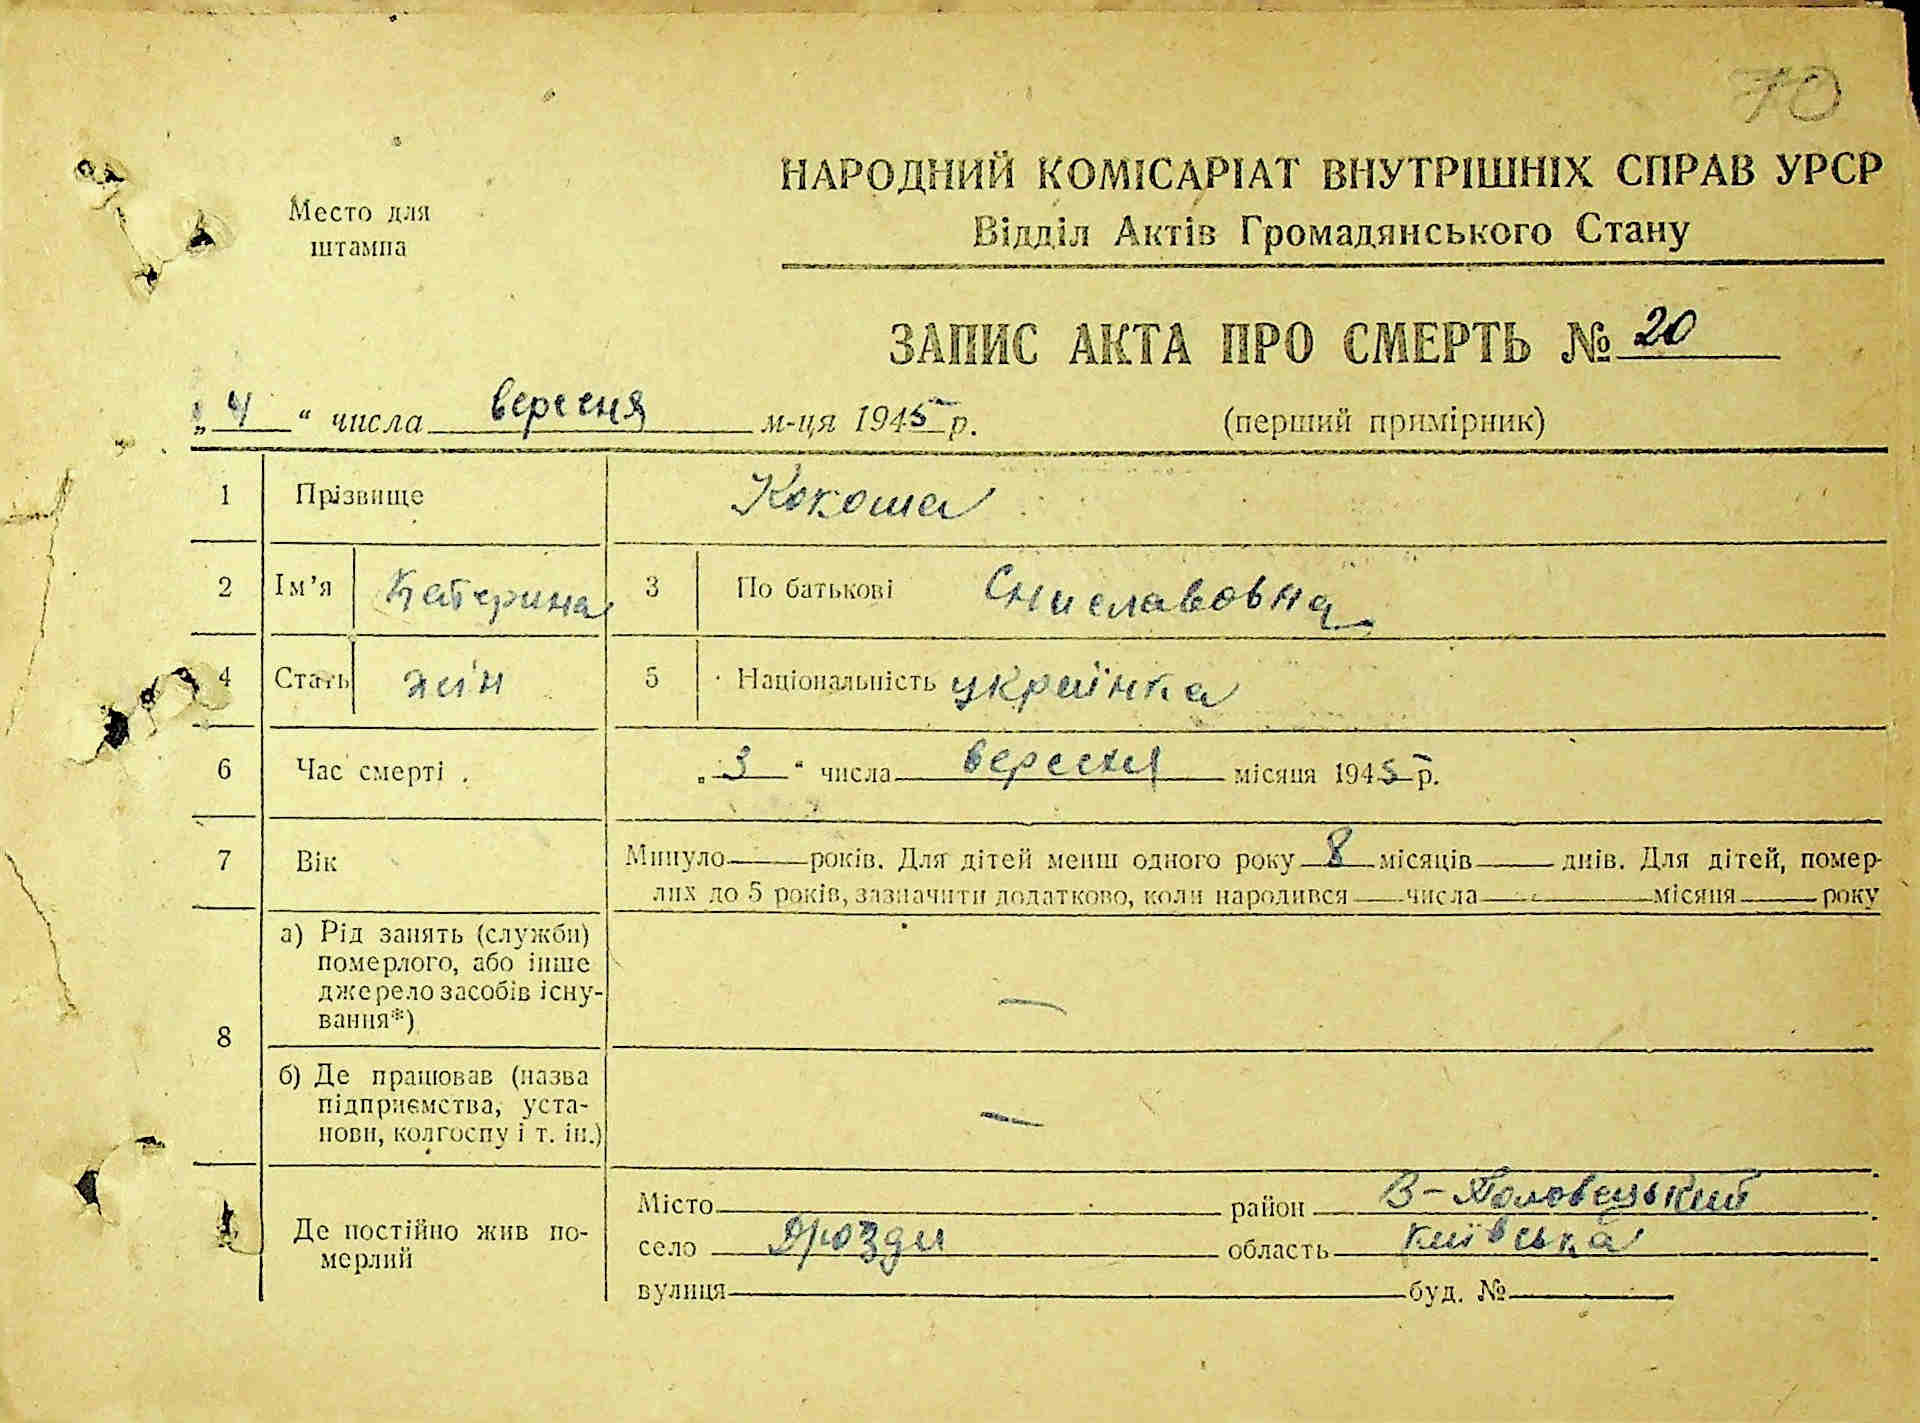 70
НАРОДНИЙ КОМІСАРІАТ ВНУТРІШНІХ СПРАВ УРСР
Место для
штампа
Відділ Актів Громадянського Стану
ЗАПИС АКТА ПРО СМЕРТЬ № 20
„ 4 “ числа вересня м-ця 1945 р. (перший примірник)
1 Прізвище Кокоша
2 Ім’я Катерина 3 По батькові Сниславовна
4 Стать жін 5 Національність українка
6 Час смерті „ 3 “ числа вересня місяця 1945 р.
7 Вік Минуло — років. Для дітей менш одного року 8 місяців — днів. Для дітей, помер-
лих до 5 років, зазначити додатково, коли народився — числа — місяця — року
8 а) Рід занять (служби)
померлого, або інше
джерело засобів існу-
вання*) —
б) Де працював (назва
підприємства, уста-
нови, колгоспу і т. ін.) —
Де постійно жив по-
мерлий
Місто район В-Половецький
село Дрозди область київська
вулиця буд. №